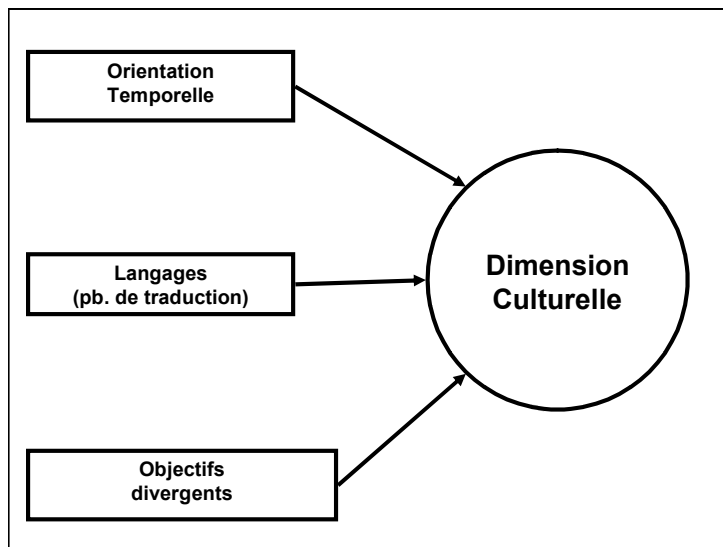 Orientation
Temporelle
Langages
(pb. de traduction)
Dimension
Culturelle
Objectifs
divergents